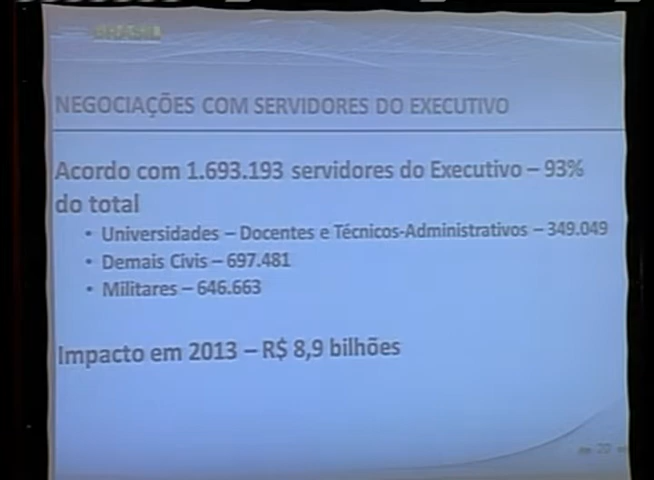 NEGOCIAÇÕES COM SERVIDORES DO EXECUTIVO
Acordo com 1.693.193 servidores do Executivo – 93%
do total
• Universidades – Docentes e Técnicos-Administrativos – 349.049
• Demais Civis – 697.481
• Militares – 646.663
Impacto em 2013 – R$ 8,9 bilhões
20